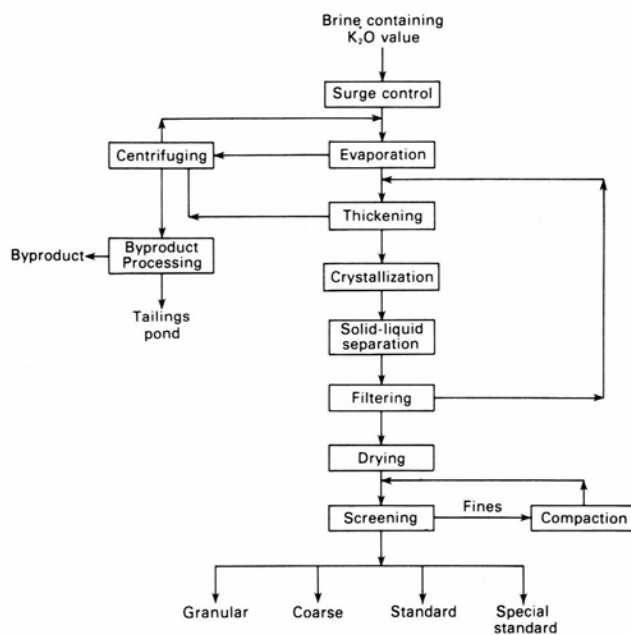 Brine containing
K₂O value
Surge control
Centrifuging
Evaporation
Thickening
Byproduct
Byproduct
Processing
Crystallization
Tailings
pond
Solid-liquid
separation
Filtering
Drying
Screening
Fines
Compaction
Granular
Coarse
Standard
Special
standard